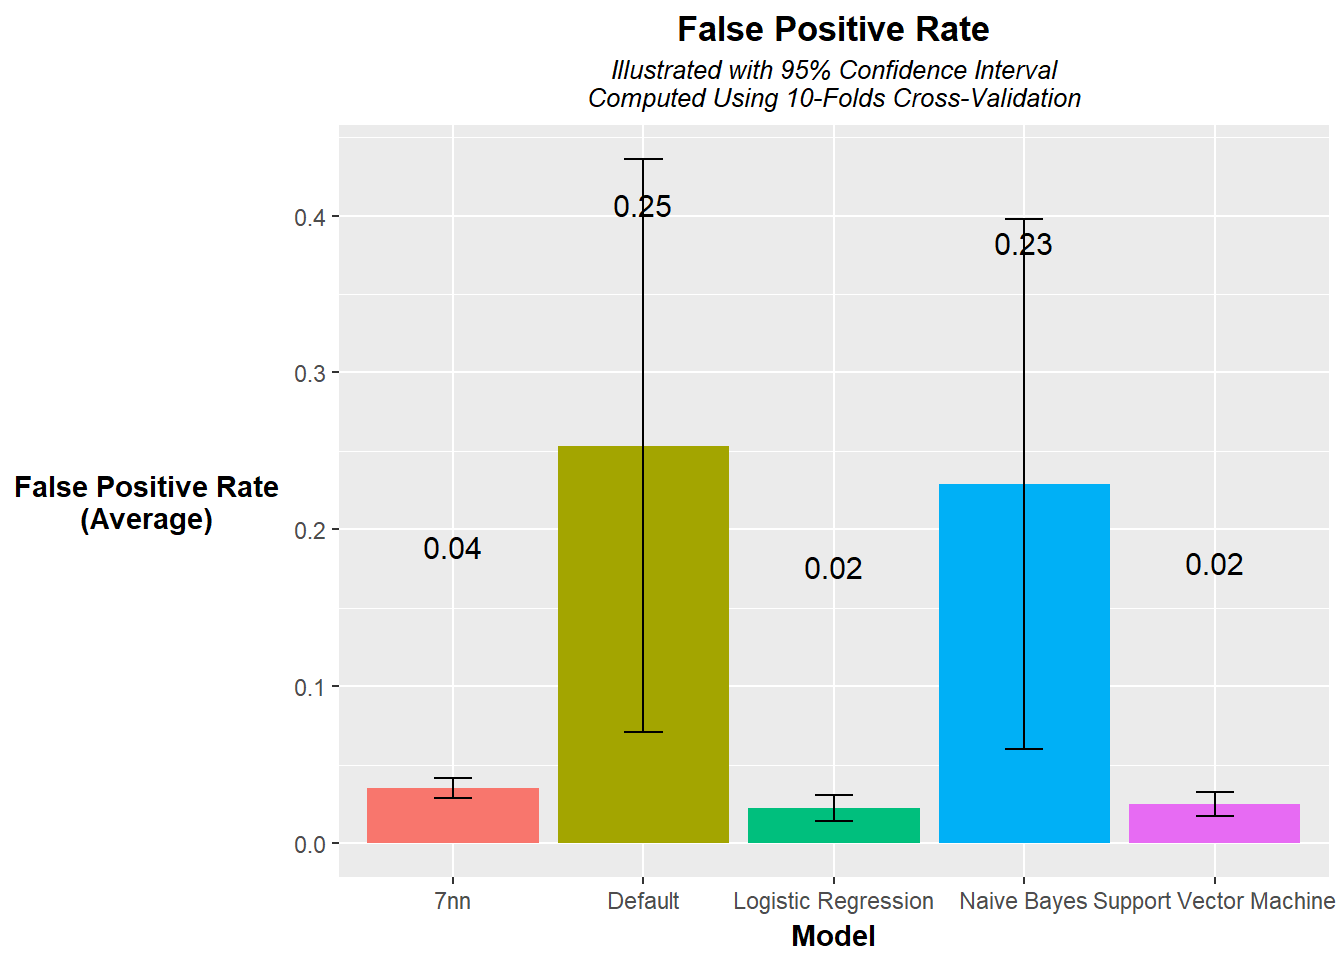 False Positive Rate
Illustrated with 95% Confidence Interval
Computed Using 10-Folds Cross-Validation
False Positive Rate
(Average)
0.4
0.3
0.2
0.1
0.0
0.04
0.25
0.02
0.23
0.02
7nn
Default
Logistic Regression
Naive Bayes
Support Vector Machine
Model